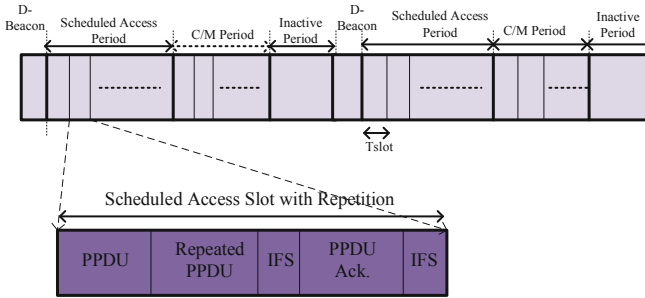 D-
Beacon
Scheduled Access
Period
C/M Period
Inactive
Period
D-
Beacon
Scheduled Access
Period
C/M Period
Inactive
Period
Tslot
Scheduled Access Slot with Repetition
PPDU
Repeated
PPDU
IFS
PPDU
Ack.
IFS